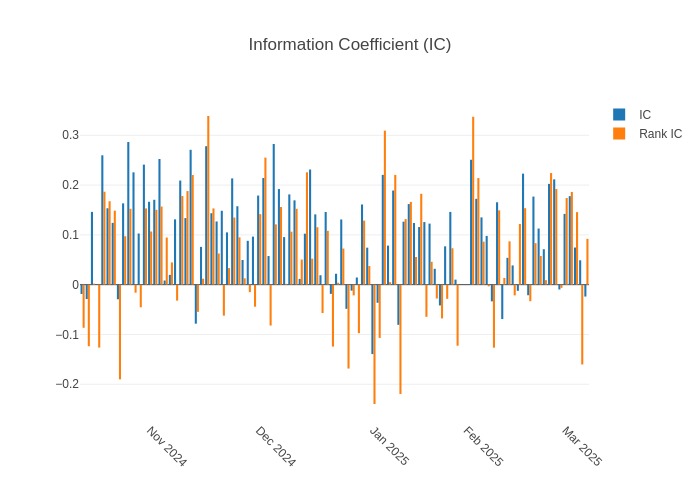 Information Coefficient (IC)
IC
Rank IC
0.3
0.2
0.1
0
−0.1
−0.2
Nov 2024
Dec 2024
Jan 2025
Feb 2025
Mar 2025